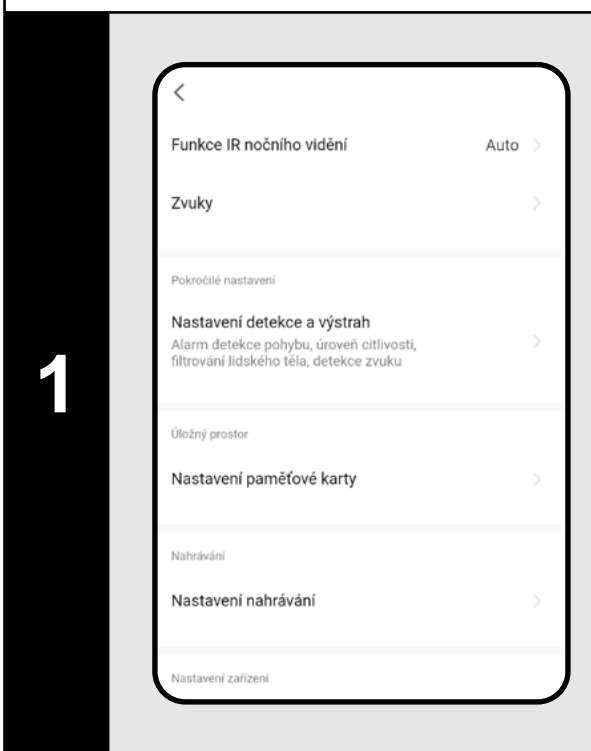 1
Funkce IR nočního vidění Auto
Zvuky
Pokročilé nastavení
Nastavení detekce a výstrah
Alarm detekce pohybu, úroveň citlivosti,
filtrování lidského těla, detekce zvuku
Úložný prostor
Nastavení paměťové karty
Nahrávání
Nastavení nahrávání
Nastavení zařízení